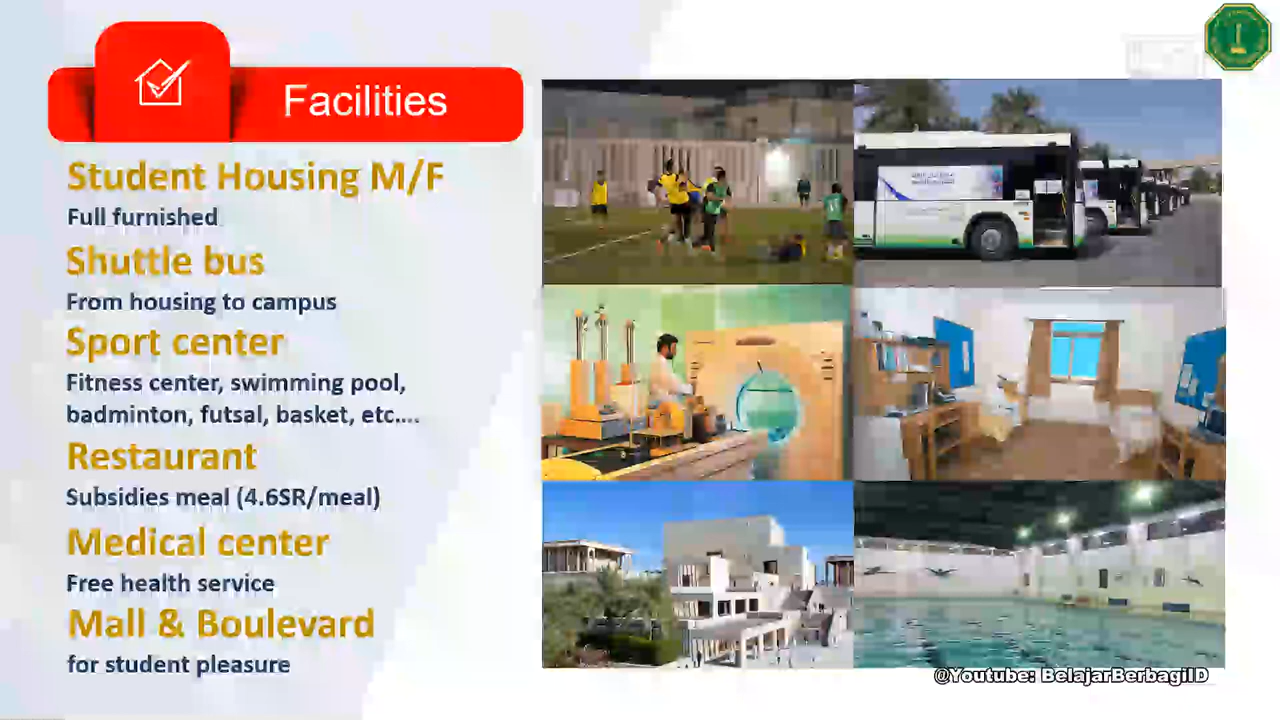 Facilities
Student Housing M/F
Full furnished
Shuttle bus
From housing to campus
Sport center
Fitness center, swimming pool,
badminton, futsal, basket, etc....
Restaurant
Subsidies meal (4.6SR/meal)
Medical center
Free health service
Mall & Boulevard
for student pleasure
@Youtube: BelajarBerbagiID